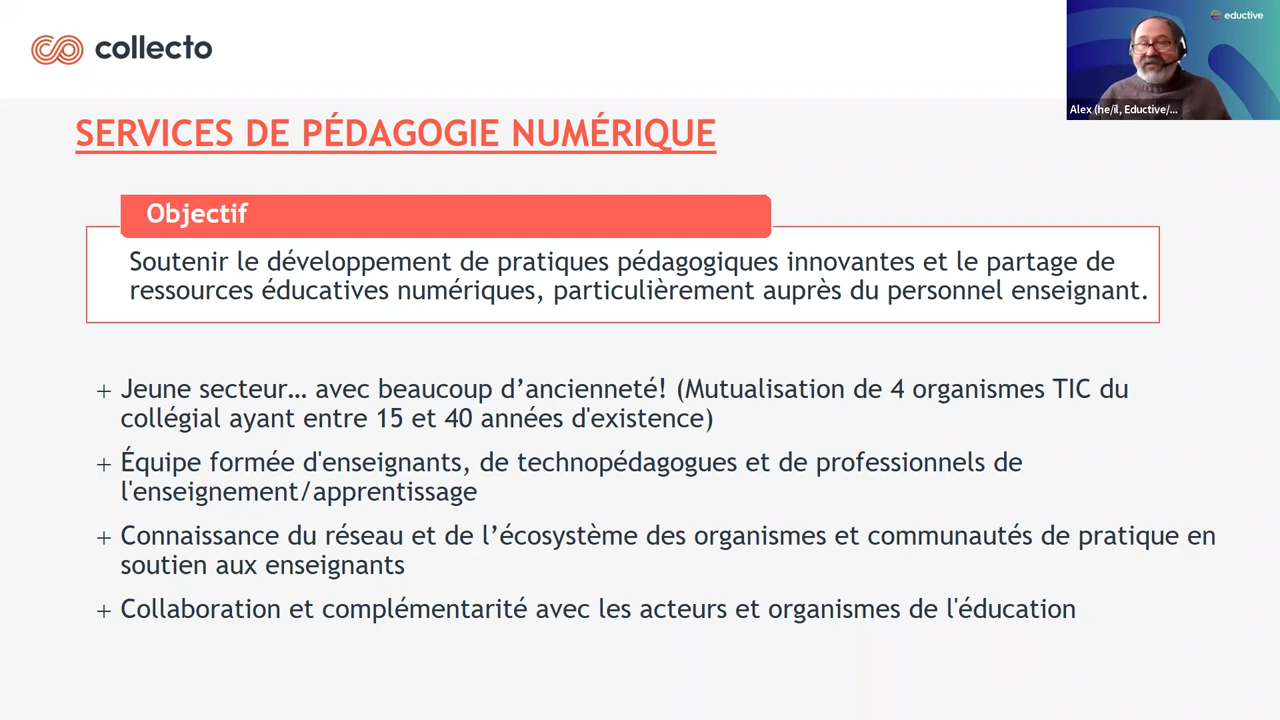 collecto
eductive
Alex (he/il, Eductive/...
SERVICES DE PÉDAGOGIE NUMÉRIQUE
Objectif
Soutenir le développement de pratiques pédagogiques innovantes et le partage de
ressources éducatives numériques, particulièrement auprès du personnel enseignant.
+ Jeune secteur… avec beaucoup d’ancienneté! (Mutualisation de 4 organismes TIC du
collégial ayant entre 15 et 40 années d'existence)
+ Équipe formée d'enseignants, de technopédagogues et de professionnels de
l'enseignement/apprentissage
+ Connaissance du réseau et de l’écosystème des organismes et communautés de pratique en
soutien aux enseignants
+ Collaboration et complémentarité avec les acteurs et organismes de l'éducation